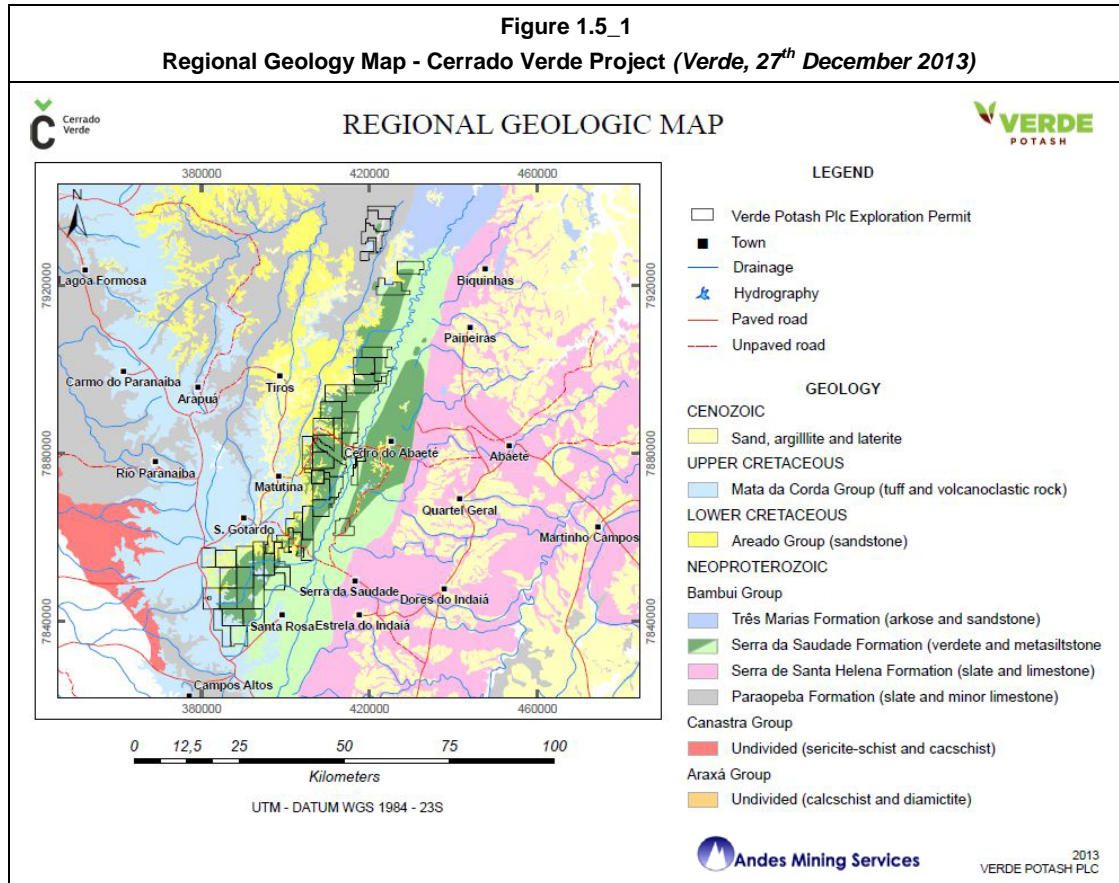 Figure 1.5_1
Regional Geology Map - Cerrado Verde Project (Verde, 27th December 2013)
Č Cerrado
Verde
REGIONAL GEOLOGIC MAP
VERDE
POTASH
380000 420000 460000
N
7920000 7920000
7880000 7880000
7840000 7840000
Lagoa Formosa
Biquinhas
Paineiras
Carmo do Paranaíba
Tiros
Arapuá
Cedro do Abaeté
Abaeté
Rio Paranaíba
Matutina
Quartel Geral
S. Gotardo
Martinho Campos
Serra da Saudade
Dores do Indaiá
Santa Rosa
Estrela do Indaiá
Campos Altos
380000 420000 460000
0 12,5 25 50 75 100
Kilometers
UTM - DATUM WGS 1984 - 23S
LEGEND
Verde Potash Plc Exploration Permit
Town
Drainage
Hydrography
Paved road
Unpaved road
GEOLOGY
CENOZOIC
Sand, argilllite and laterite
UPPER CRETACEOUS
Mata da Corda Group (tuff and volcanoclastic rock)
LOWER CRETACEOUS
Areado Group (sandstone)
NEOPROTEROZOIC
Bambui Group
Três Marias Formation (arkose and sandstone)
Serra da Saudade Formation (verdete and metasiltstone
Serra de Santa Helena Formation (slate and limestone)
Paraopeba Formation (slate and minor limestone)
Canastra Group
Undivided (sericite-schist and cacschist)
Araxá Group
Undivided (calcschist and diamictite)
Andes Mining Services
2013
VERDE POTASH PLC